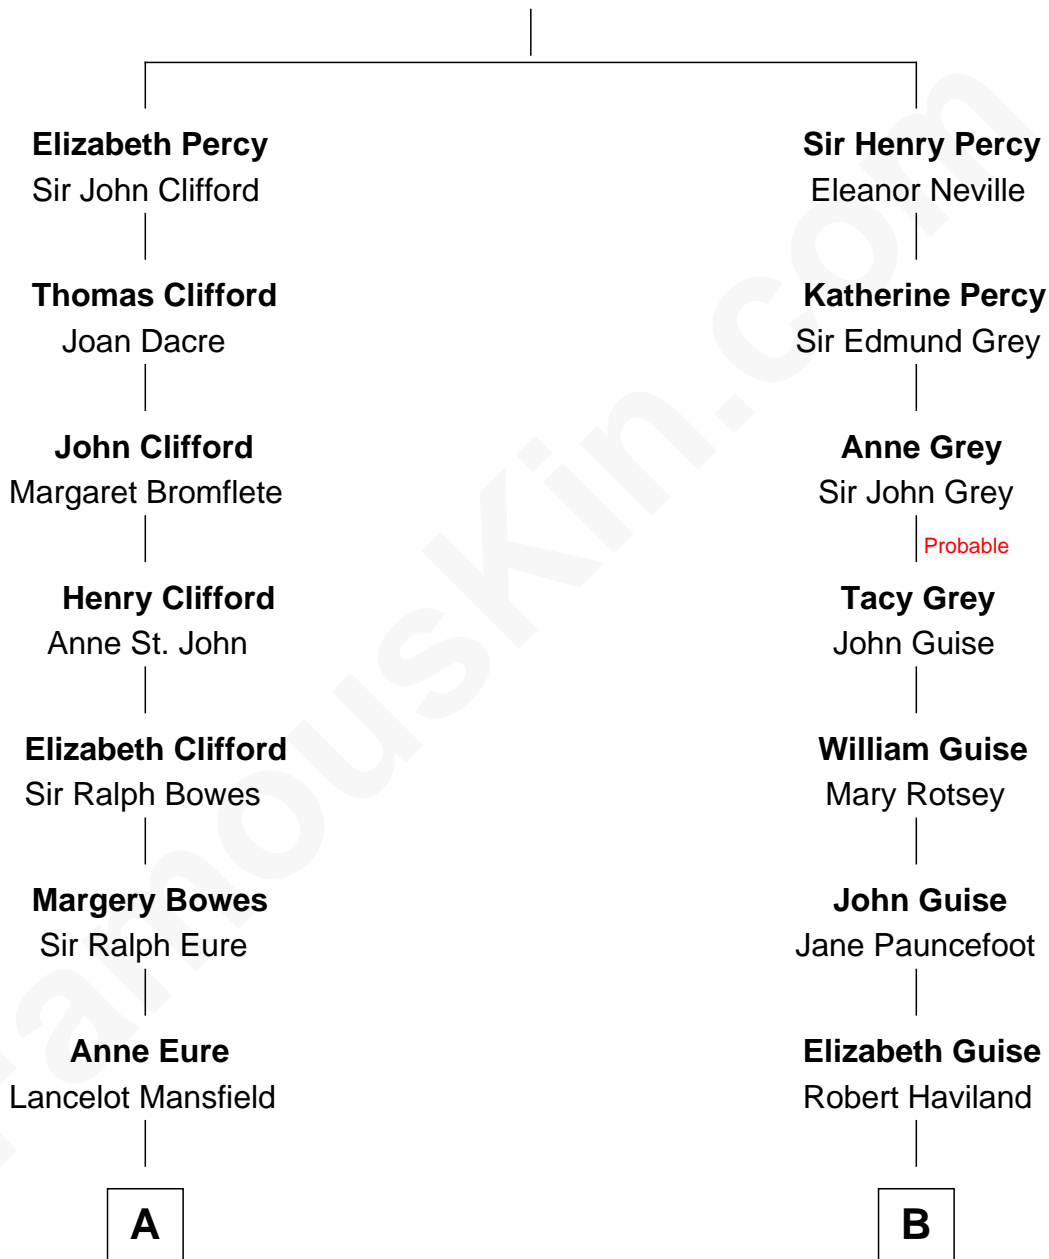 Elizabeth Percy
Sir John Clifford
Thomas Clifford
Joan Dacre
John Clifford
Margaret Bromflete
Henry Clifford
Anne St. John
Elizabeth Clifford
Sir Ralph Bowes
Margery Bowes
Sir Ralph Eure
Anne Eure
Lancelot Mansfield
A
Sir Henry Percy
Eleanor Neville
Katherine Percy
Sir Edmund Grey
Anne Grey
Sir John Grey
Probable
Tacy Grey
John Guise
William Guise
Mary Rotsey
John Guise
Jane Pauncefoot
Elizabeth Guise
Robert Haviland
B
FamousKin.com